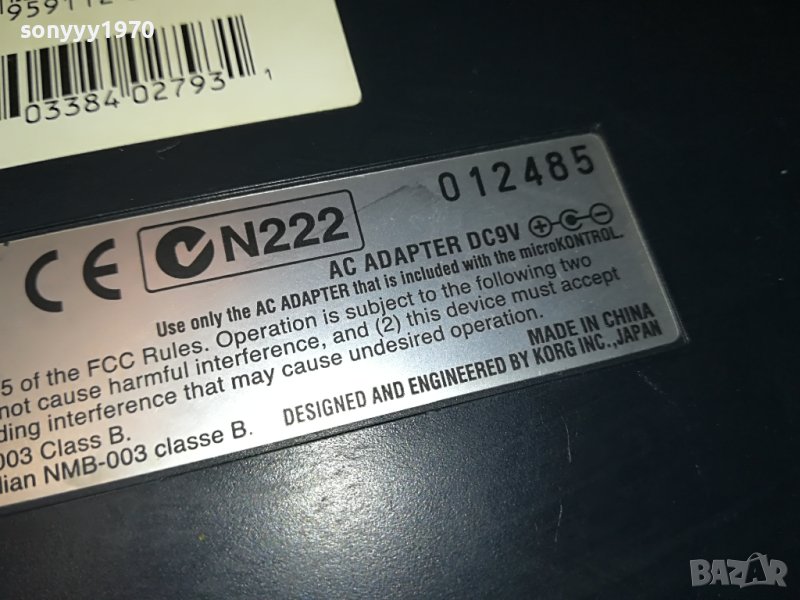 sonyyy1970
03384 02793 1
012485
CE N222
AC ADAPTER DC9V
Use only the AC ADAPTER that is included with the microKONTROL.
5 of the FCC Rules. Operation is subject to the following two
not cause harmful interference, and (2) this device must accept
ding interference that may cause undesired operation.
003 Class B.
dian NMB-003 classe B.
MADE IN CHINA
DESIGNED AND ENGINEERED BY KORG INC., JAPAN
BAZAR